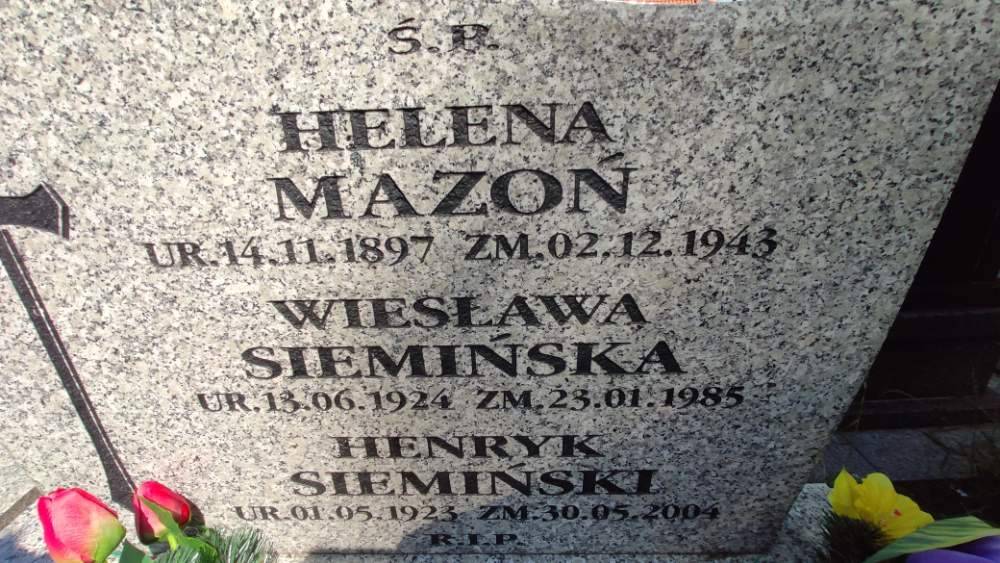 Ś.P.
HELENA
MAZOŃ
UR.14.11.1897 ZM.02.12.1943
WIESŁAWA
SIEMIŃSKA
UR.13.06.1924 ZM.23.01.1985
HENRYK
SIEMIŃSKI
UR.01.05.1923 ZM.30.05.2004
R.I.P.